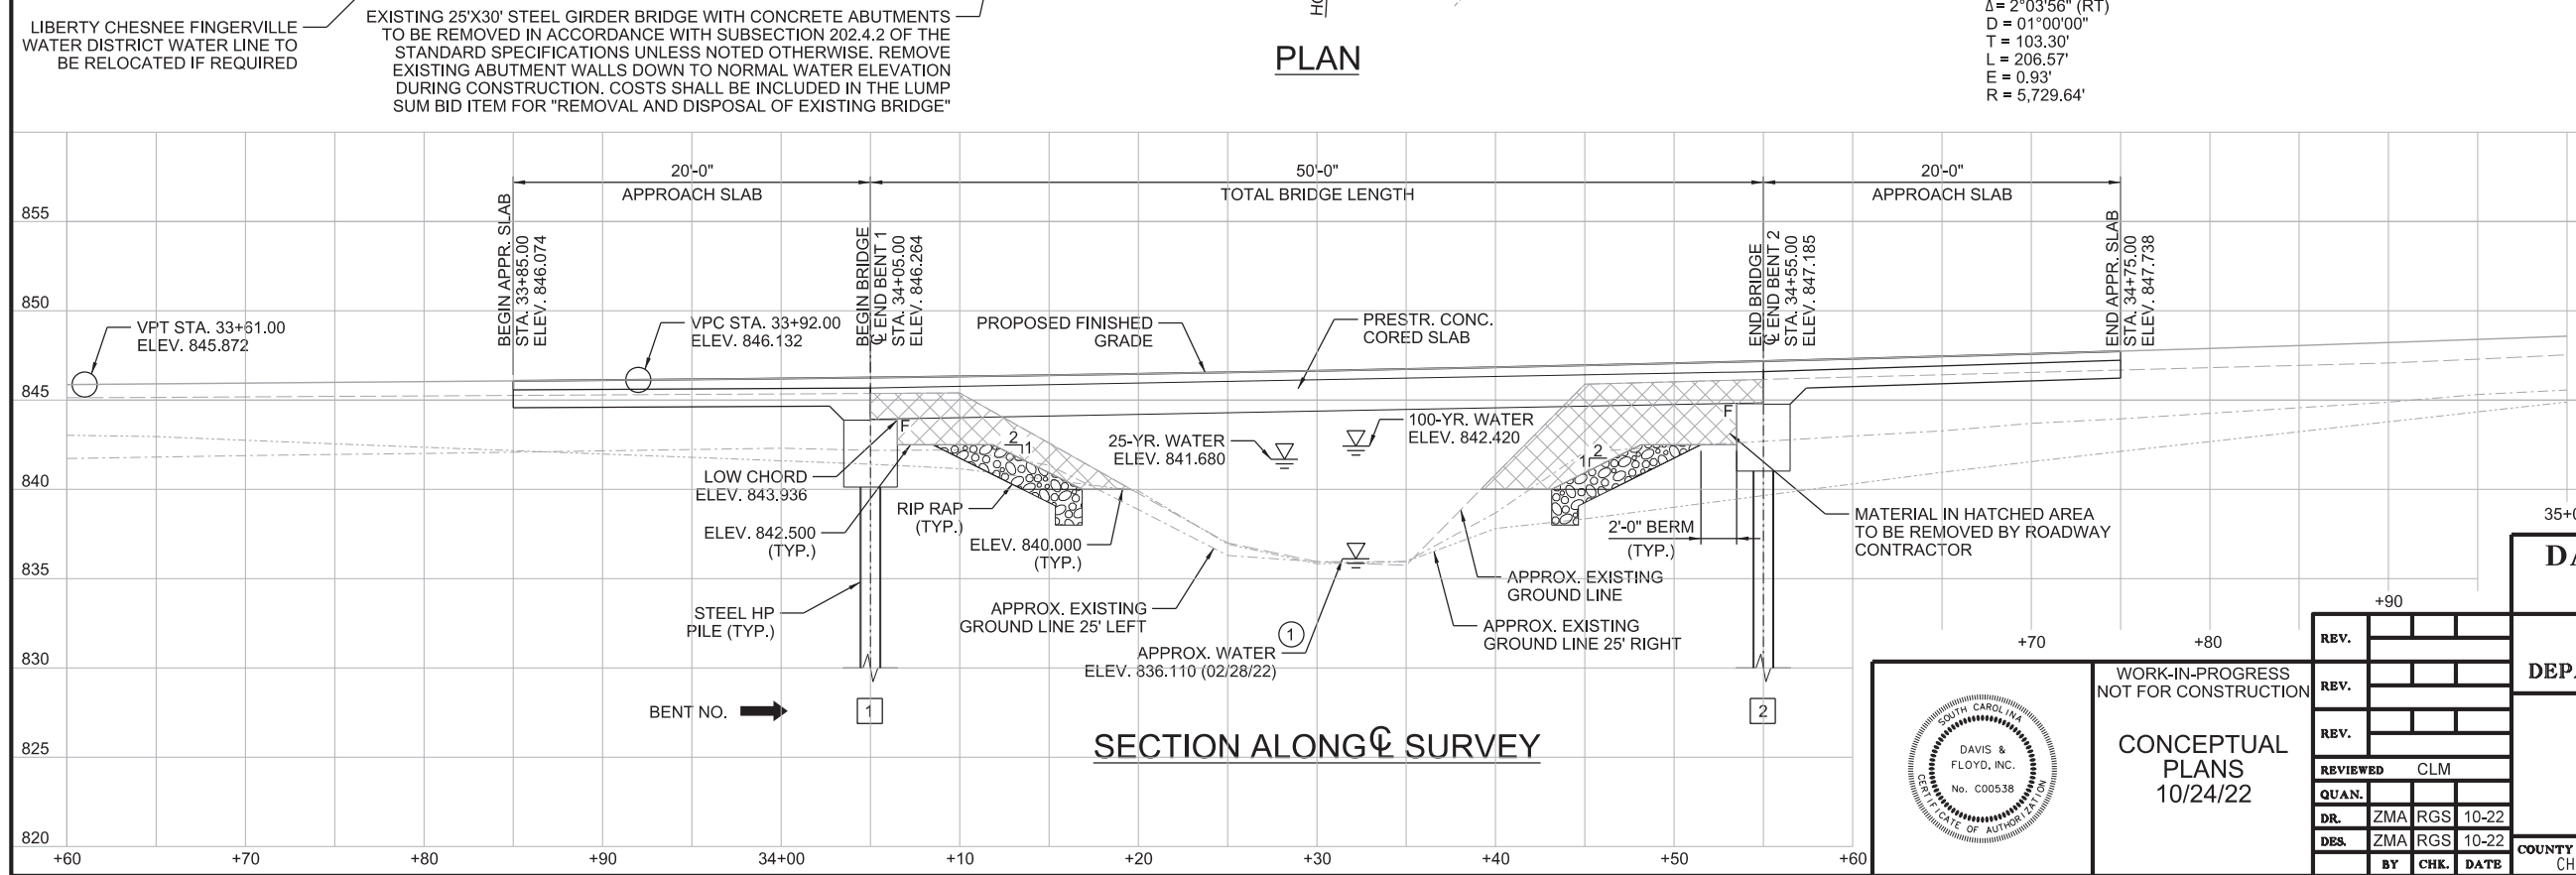 LIBERTY CHESNEE FINGERVILLE
WATER DISTRICT WATER LINE TO
BE RELOCATED IF REQUIRED
EXISTING 25'X30' STEEL GIRDER BRIDGE WITH CONCRETE ABUTMENTS
TO BE REMOVED IN ACCORDANCE WITH SUBSECTION 202.4.2 OF THE
STANDARD SPECIFICATIONS UNLESS NOTED OTHERWISE. REMOVE
EXISTING ABUTMENT WALLS DOWN TO NORMAL WATER ELEVATION
DURING CONSTRUCTION. COSTS SHALL BE INCLUDED IN THE LUMP
SUM BID ITEM FOR "REMOVAL AND DISPOSAL OF EXISTING BRIDGE"
PLAN
Δ = 2°03'56" (RT)
D = 01°00'00"
T = 103.30'
L = 206.57'
E = 0.93'
R = 5,729.64'
20'-0"
APPROACH SLAB
50'-0"
TOTAL BRIDGE LENGTH
20'-0"
APPROACH SLAB
855
850
845
840
835
830
825
820
BEGIN APPR. SLAB
STA. 33+85.00
ELEV. 846.074
BEGIN BRIDGE
℄ END BENT 1
STA. 34+05.00
ELEV. 846.264
END BRIDGE
℄ END BENT 2
STA. 34+55.00
ELEV. 847.185
END APPR. SLAB
STA. 34+75.00
ELEV. 847.738
VPT STA. 33+61.00
ELEV. 845.872
VPC STA. 33+92.00
ELEV. 846.132
PROPOSED FINISHED
GRADE
PRESTR. CONC.
CORED SLAB
F
F
2
1
2
1
25-YR. WATER
ELEV. 841.680
100-YR. WATER
ELEV. 842.420
LOW CHORD
ELEV. 843.936
ELEV. 842.500
(TYP.)
RIP RAP
(TYP.)
ELEV. 840.000
(TYP.)
2'-0" BERM
(TYP.)
MATERIAL IN HATCHED AREA
TO BE REMOVED BY ROADWAY
CONTRACTOR
STEEL HP
PILE (TYP.)
APPROX. EXISTING
GROUND LINE 25' LEFT
1
APPROX. WATER
ELEV. 836.110 (02/28/22)
APPROX. EXISTING
GROUND LINE
APPROX. EXISTING
GROUND LINE 25' RIGHT
BENT NO.
1
2
SECTION ALONG ℄ SURVEY
+60
+70
+80
+90
34+00
+10
+20
+30
+40
+50
+60
+70
+80
+90
35+0
SOUTH CAROLINA
DAVIS &
FLOYD, INC.
No. C00538
CERTIFICATE OF AUTHORIZATION
WORK-IN-PROGRESS
NOT FOR CONSTRUCTION
CONCEPTUAL
PLANS
10/24/22
REV.
REV.
REV.
REVIEWED CLM
QUAN.
DR. ZMA RGS 10-22
DES. ZMA RGS 10-22
BY CHK. DATE
DA
DEPA
COUNTY
CH